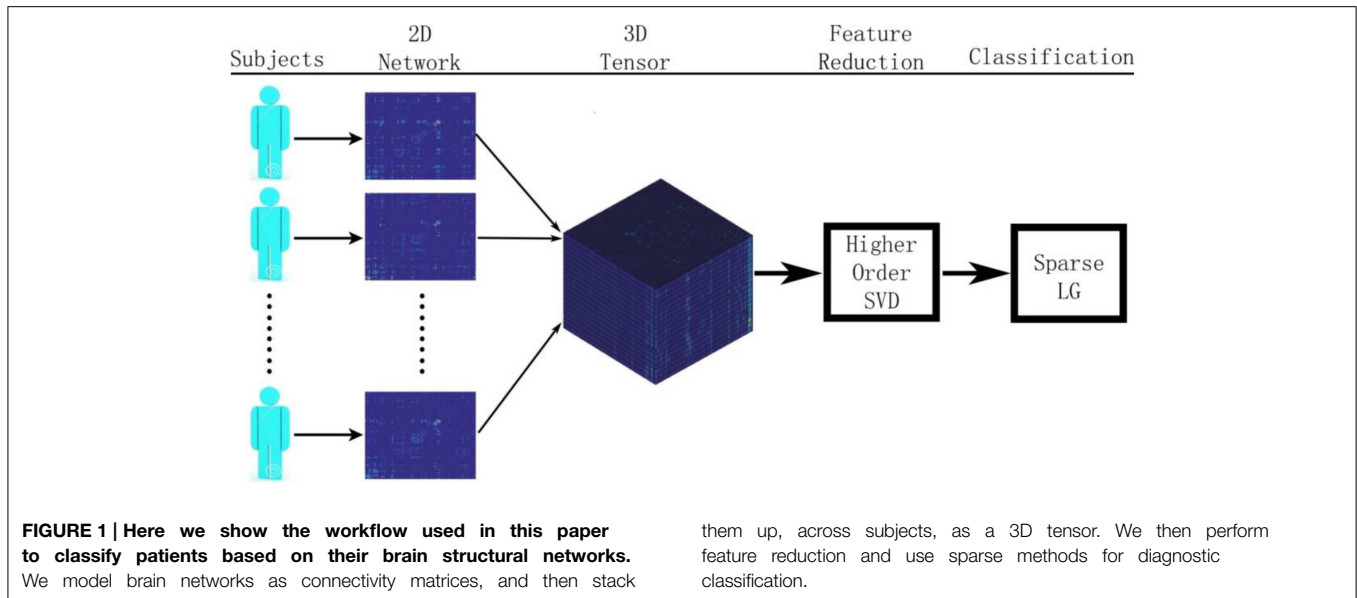 Subjects
2D
Network
3D
Tensor
Feature
Reduction
Classification
Higher
Order
SVD
Sparse
LG
FIGURE 1 | Here we show the workflow used in this paper
to classify patients based on their brain structural networks.
We model brain networks as connectivity matrices, and then stack
them up, across subjects, as a 3D tensor. We then perform
feature reduction and use sparse methods for diagnostic
classification.